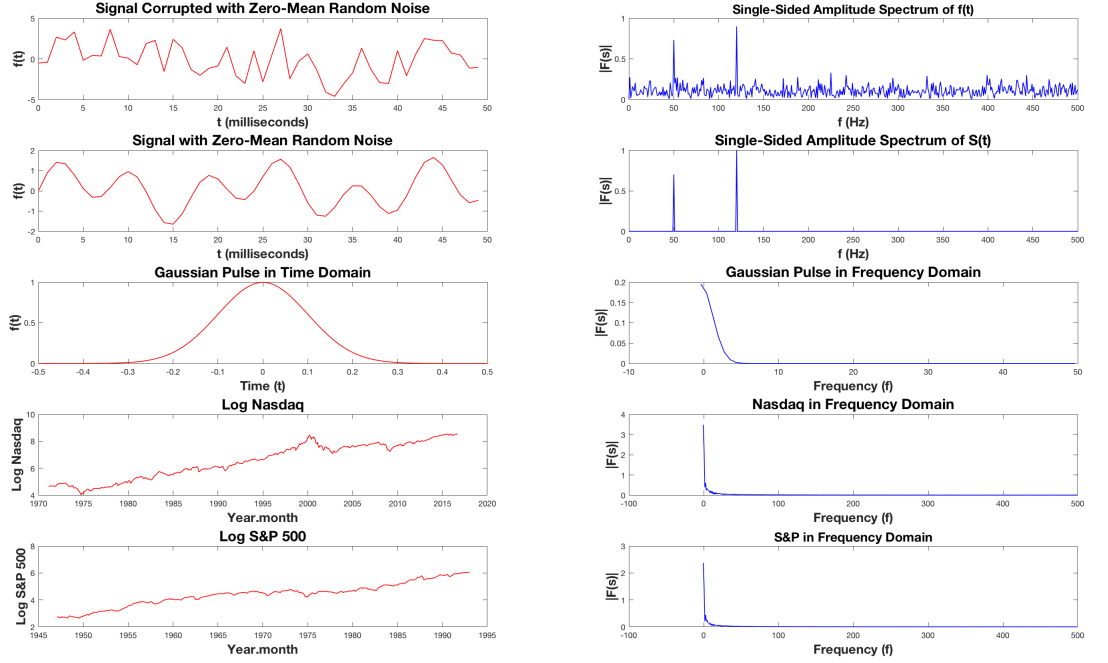 Signal Corrupted with Zero-Mean Random Noise
5
0
-5
f(t)
0 5 10 15 20 25 30 35 40 45 50
t (milliseconds)
Single-Sided Amplitude Spectrum of f(t)
1
0.5
0
|F(s)|
0 50 100 150 200 250 300 350 400 450 500
f (Hz)
Signal with Zero-Mean Random Noise
2
1
0
-1
-2
f(t)
0 5 10 15 20 25 30 35 40 45 50
t (milliseconds)
Single-Sided Amplitude Spectrum of S(t)
1
0.5
0
|F(s)|
0 50 100 150 200 250 300 350 400 450 500
f (Hz)
Gaussian Pulse in Time Domain
1
0.5
0
f(t)
-0.5 -0.4 -0.3 -0.2 -0.1 0 0.1 0.2 0.3 0.4 0.5
Time (t)
Gaussian Pulse in Frequency Domain
0.2
0.15
0.1
0.05
0
|F(s)|
-10 0 10 20 30 40 50
Frequency (f)
Log Nasdaq
10
8
6
4
Log Nasdaq
1970 1975 1980 1985 1990 1995 2000 2005 2010 2015 2020
Year.month
Nasdaq in Frequency Domain
4
3
2
1
0
|F(s)|
-100 0 100 200 300 400 500
Frequency (f)
Log S&P 500
8
6
4
2
Log S&P 500
1945 1950 1955 1960 1965 1970 1975 1980 1985 1990 1995
Year.month
S&P in Frequency Domain
3
2
1
0
|F(s)|
-100 0 100 200 300 400 500
Frequency (f)